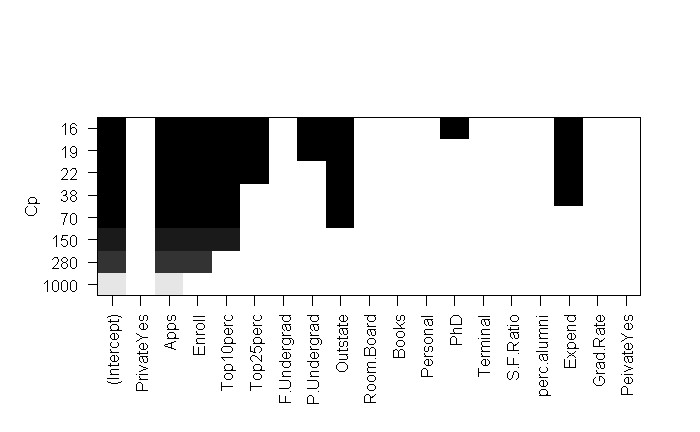 Cp
16
19
22
38
70
150
280
1000
(Intercept)
PrivateYes
Apps
Enroll
Top10perc
Top25perc
F.Undergrad
P.Undergrad
Outstate
Room.Board
Books
Personal
PhD
Terminal
S.F.Ratio
perc.alumni
Expend
Grad.Rate
PeivateYes